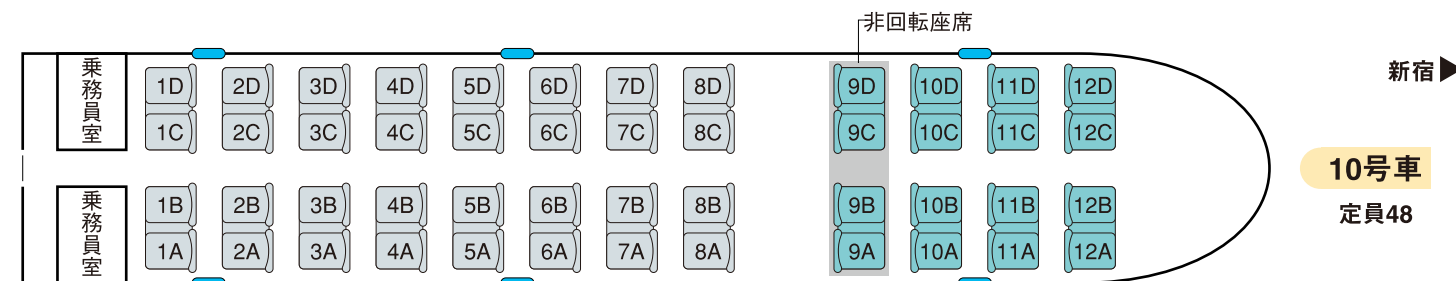 非回転座席
乗務員室
1D 2D 3D 4D 5D 6D 7D 8D 9D 10D 11D 12D
1C 2C 3C 4C 5C 6C 7C 8C 9C 10C 11C 12C
乗務員室
1B 2B 3B 4B 5B 6B 7B 8B 9B 10B 11B 12B
1A 2A 3A 4A 5A 6A 7A 8A 9A 10A 11A 12A
新宿▶
10号車
定員48